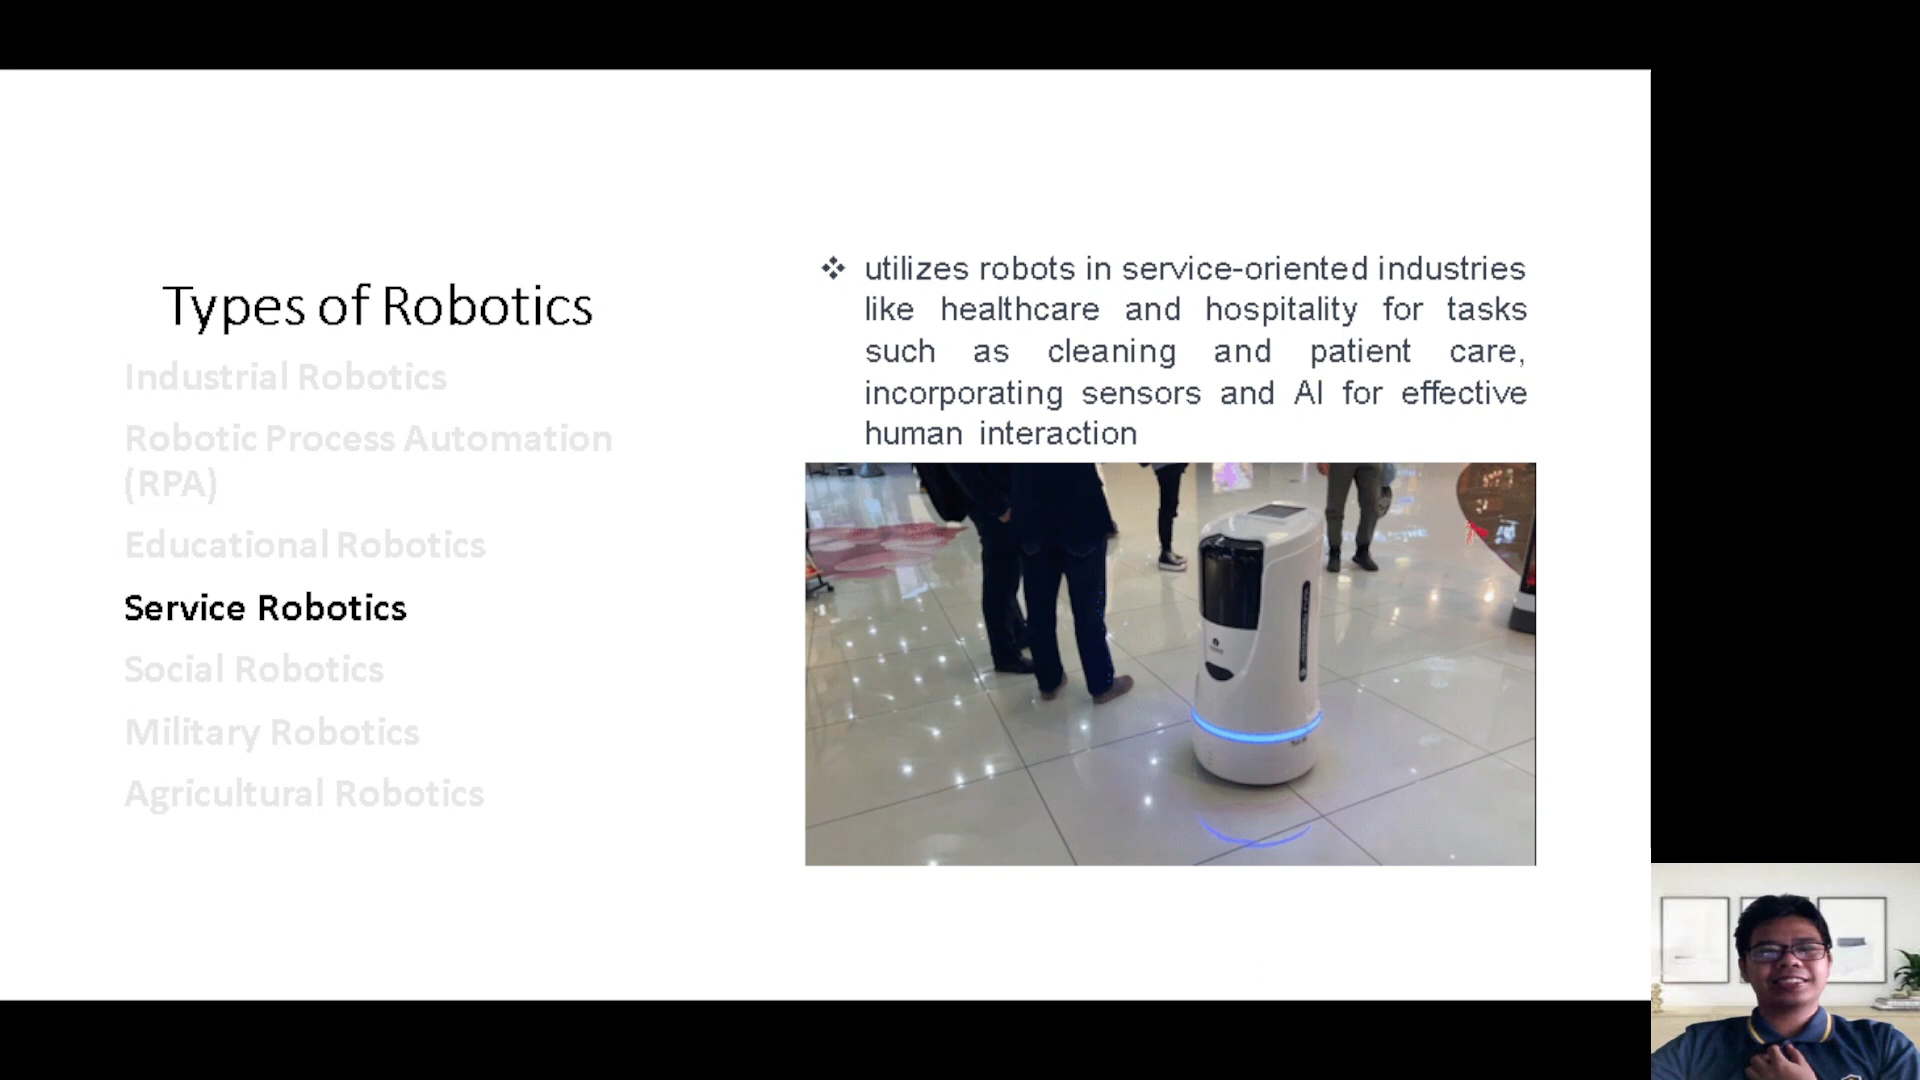 Types of Robotics
Industrial Robotics
Robotic Process Automation
(RPA)
Educational Robotics
Service Robotics
Social Robotics
Military Robotics
Agricultural Robotics
❖ utilizes robots in service-oriented industries
like healthcare and hospitality for tasks
such as cleaning and patient care,
incorporating sensors and AI for effective
human interaction